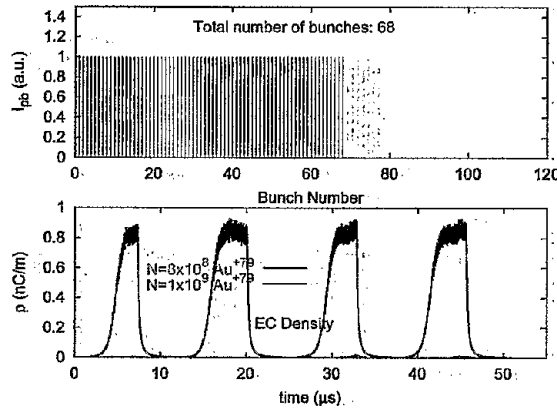 Total number of bunches: 68
1.4
1.2
1
0.8
0.6
0.4
0.2
0
I_pb (a.u.)
0 20 40 60 80 100 120
Bunch Number
1
0.8
0.6
0.4
0.2
0
ρ (nC/m)
N=8x10^8 Au^+79
N=1x10^9 Au^+79
EC Density
0 10 20 30 40 50
time (μs)